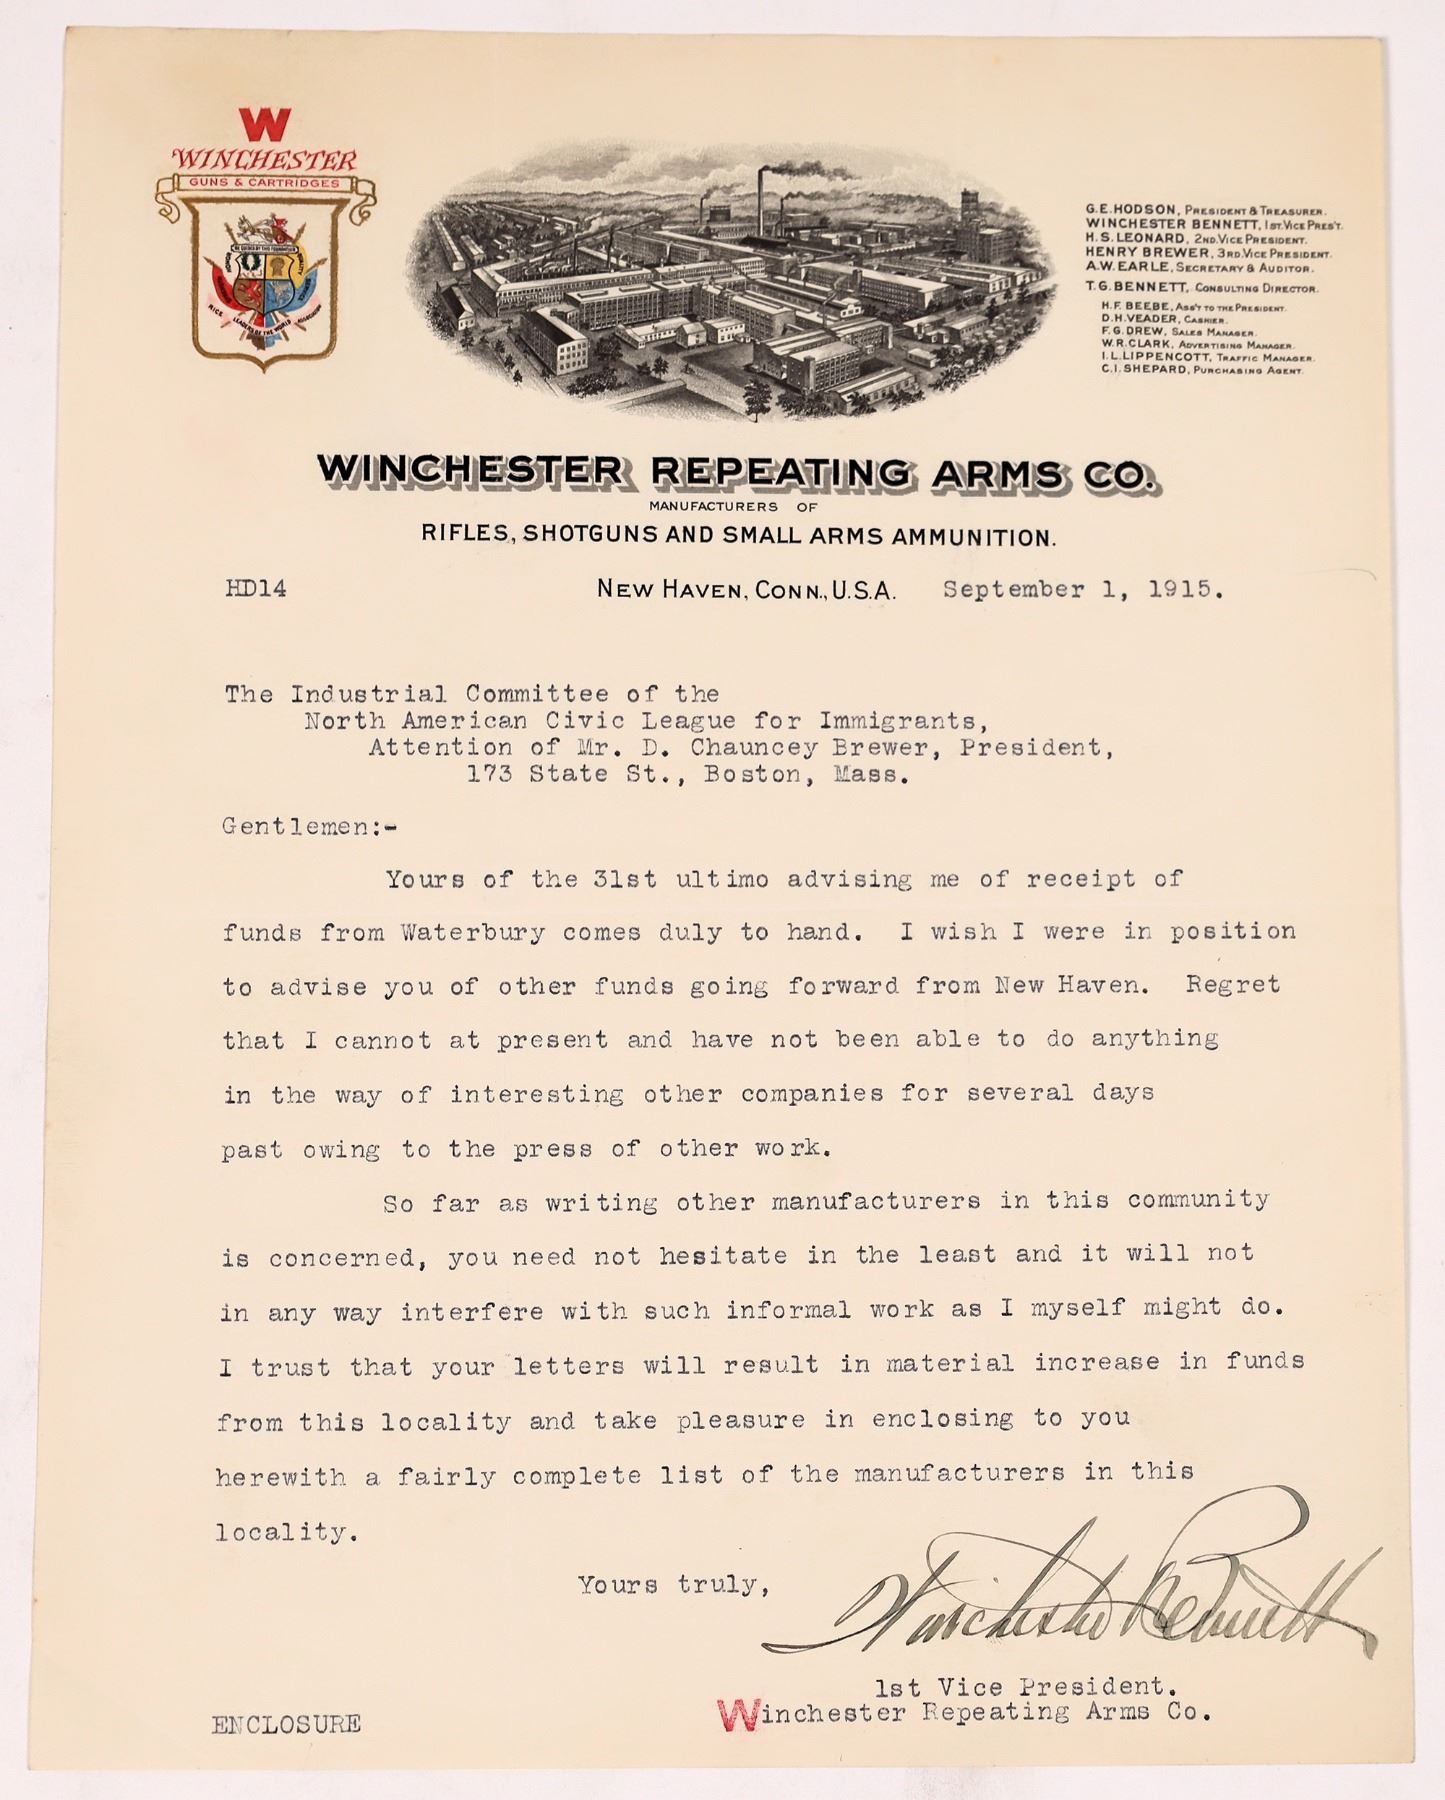 W
WINCHESTER
GUNS & CARTRIDGES
LEADERS OF THE WORLD
G. E. HODSON, PRESIDENT & TREASURER.
WINCHESTER BENNETT, 1ST. VICE PRES'T.
H. S. LEONARD, 2ND. VICE PRESIDENT.
HENRY BREWER, 3RD. VICE PRESIDENT.
A. W. EARLE, SECRETARY & AUDITOR.
T. G. BENNETT, CONSULTING DIRECTOR.
H. F. BEEBE, ASS'T TO THE PRESIDENT.
D. H. VEADER, CASHIER.
F. G. DREW, SALES MANAGER.
W. R. CLARK, ADVERTISING MANAGER.
I. L. LIPPENCOTT, TRAFFIC MANAGER.
C. I. SHEPARD, PURCHASING AGENT.
WINCHESTER REPEATING ARMS CO.
MANUFACTURERS OF
RIFLES, SHOTGUNS AND SMALL ARMS AMMUNITION.
HD14 NEW HAVEN, CONN., U.S.A. September 1, 1915.
The Industrial Committee of the
North American Civic League for Immigrants,
Attention of Mr. D. Chauncey Brewer, President,
173 State St., Boston, Mass.
Gentlemen:-
Yours of the 31st ultimo advising me of receipt of
funds from Waterbury comes duly to hand. I wish I were in position
to advise you of other funds going forward from New Haven. Regret
that I cannot at present and have not been able to do anything
in the way of interesting other companies for several days
past owing to the press of other work.
So far as writing other manufacturers in this community
is concerned, you need not hesitate in the least and it will not
in any way interfere with such informal work as I myself might do.
I trust that your letters will result in material increase in funds
from this locality and take pleasure in enclosing to you
herewith a fairly complete list of the manufacturers in this
locality.
Yours truly,
Winchester Bennett
1st Vice President.
Winchester Repeating Arms Co.
ENCLOSURE